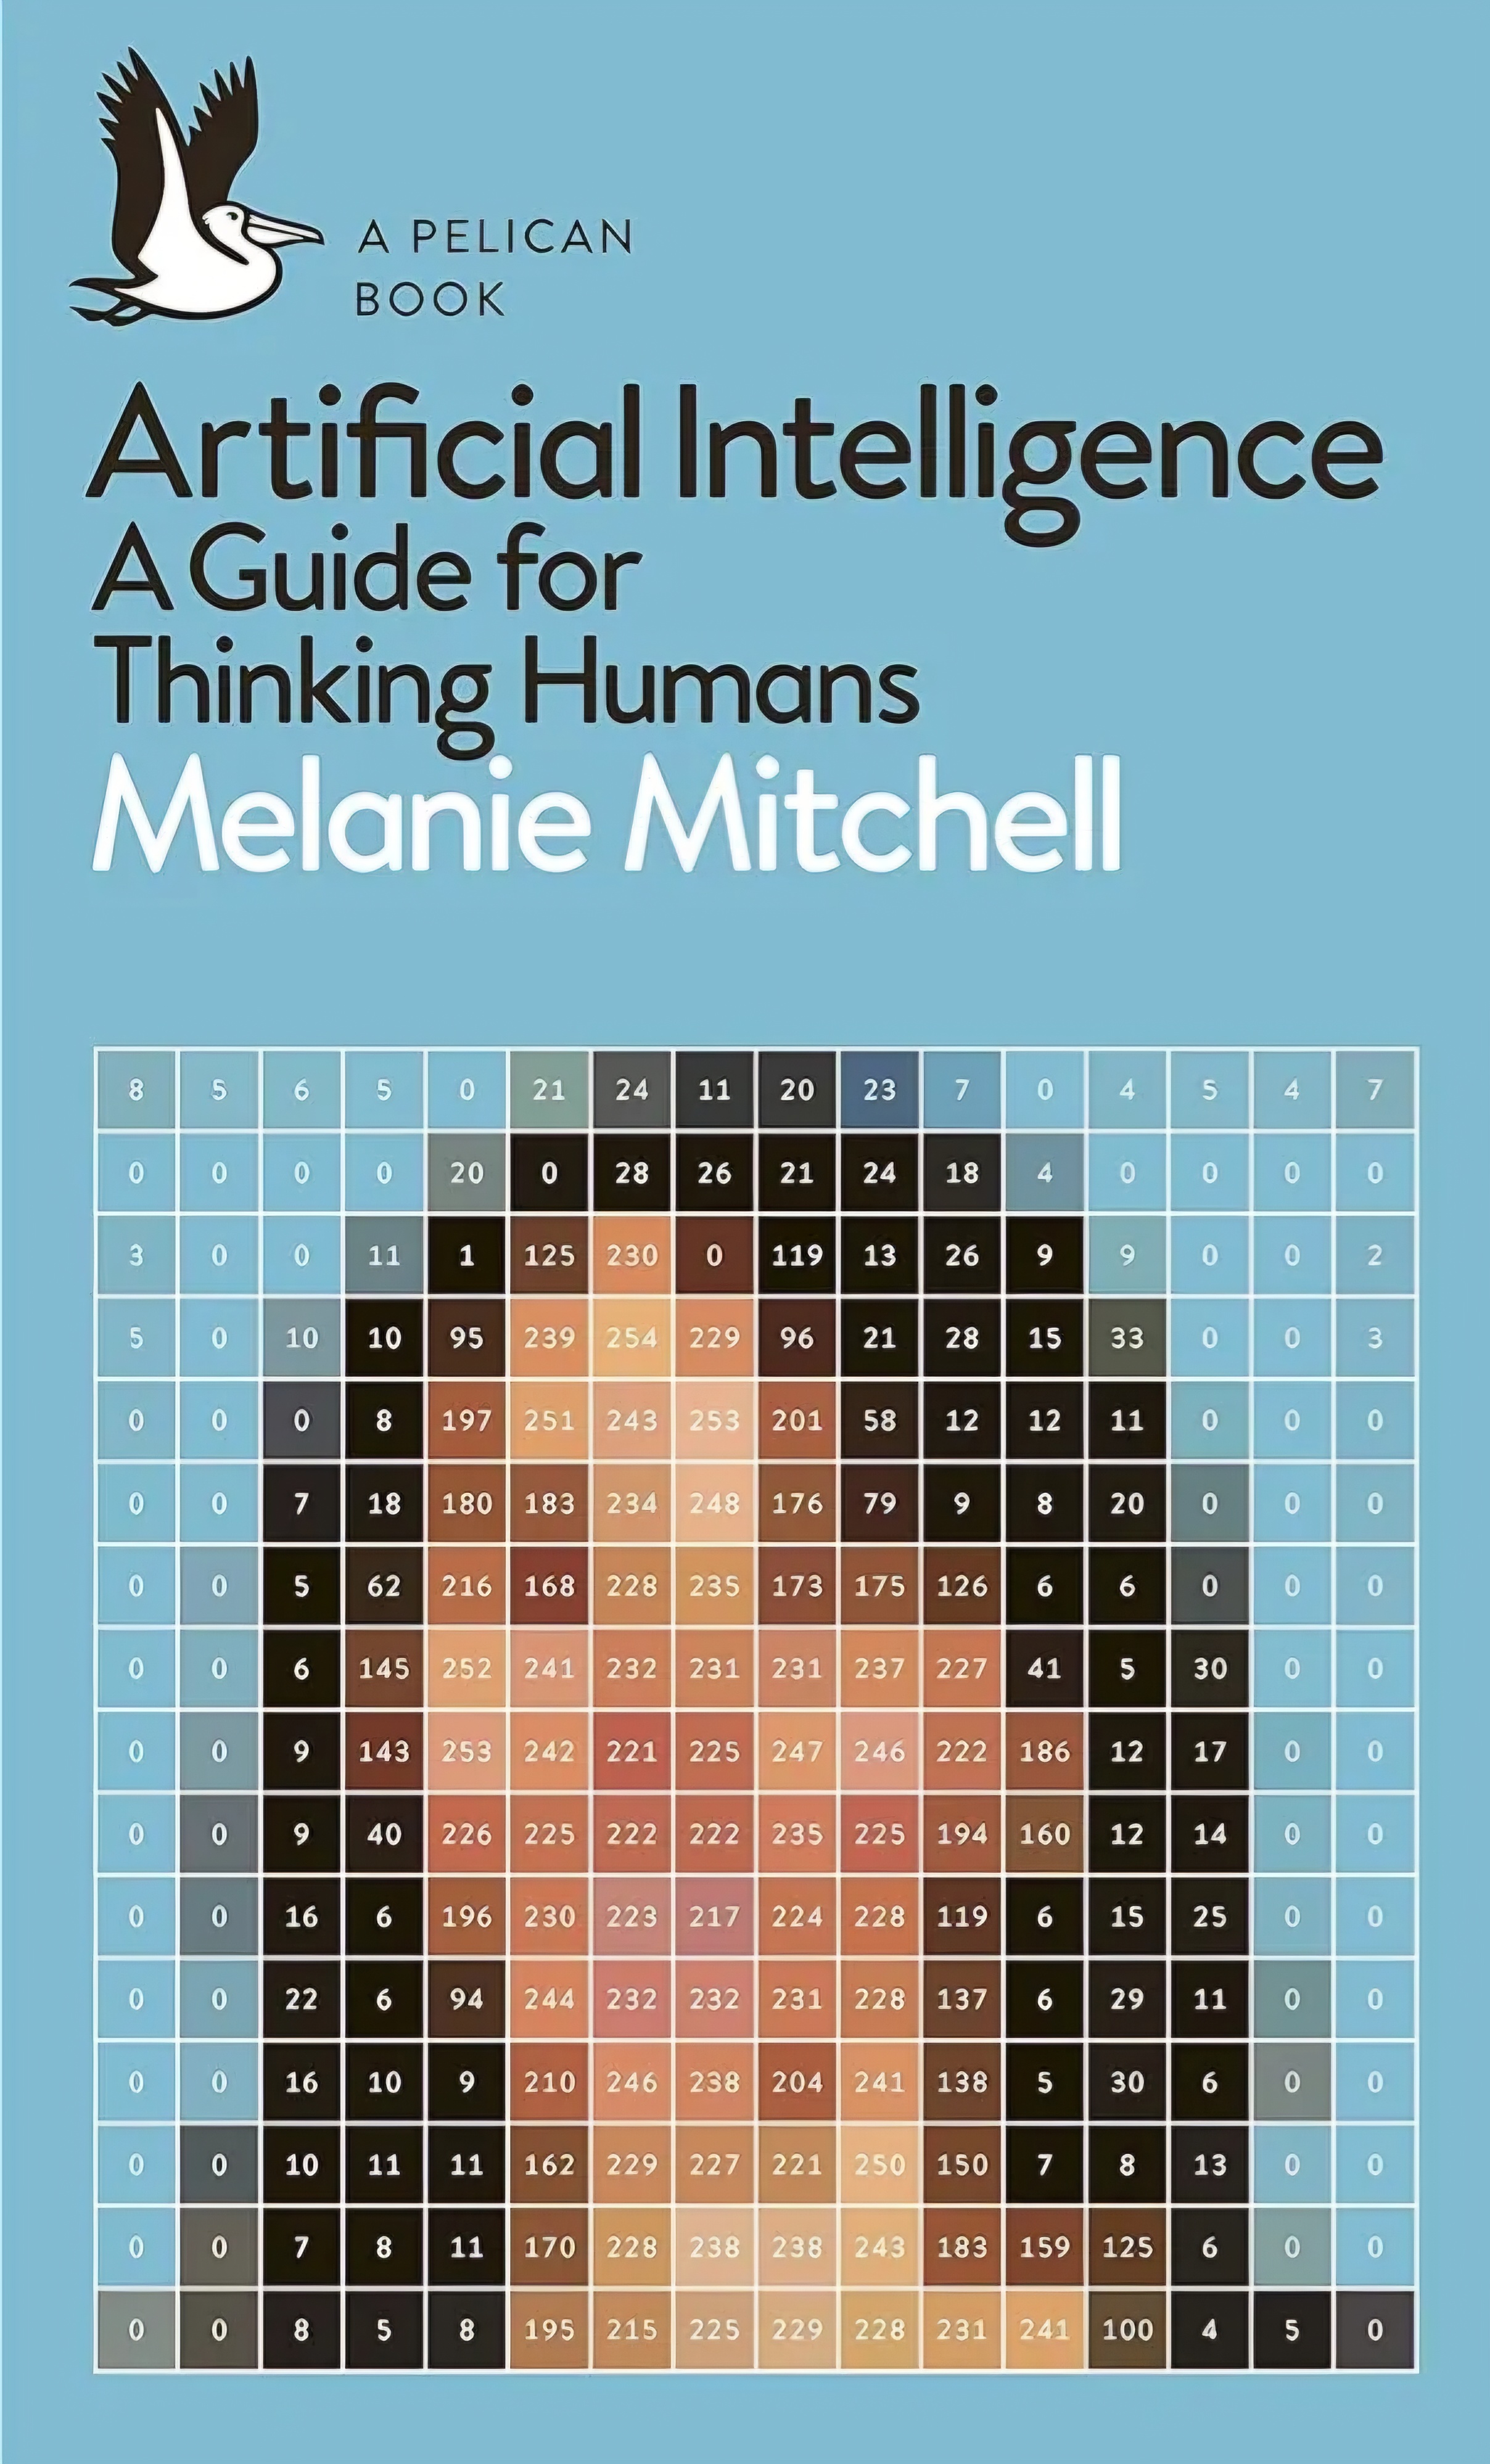 A PELICAN
BOOK
Artificial Intelligence
A Guide for
Thinking Humans
Melanie Mitchell
8 5 6 5 0 21 24 11 20 23 7 0 4 5 4 7
0 0 0 0 20 0 28 26 21 24 18 4 0 0 0 0
3 0 0 11 1 125 230 0 119 13 26 9 9 0 0 2
5 0 10 10 95 239 254 229 96 21 28 15 33 0 0 3
0 0 0 8 197 251 243 253 201 58 12 12 11 0 0 0
0 0 7 18 180 183 234 248 176 79 9 8 20 0 0 0
0 0 5 62 216 168 228 235 173 175 126 6 6 0 0 0
0 0 6 145 252 241 232 231 231 237 227 41 5 30 0 0
0 0 9 143 253 242 221 225 247 246 222 186 12 17 0 0
0 0 9 40 226 225 222 222 235 225 194 160 12 14 0 0
0 0 16 6 196 230 223 217 224 228 119 6 15 25 0 0
0 0 22 6 94 244 232 232 231 228 137 6 29 11 0 0
0 0 16 10 9 210 246 238 204 241 138 5 30 6 0 0
0 0 10 11 11 162 229 227 221 250 150 7 8 13 0 0
0 0 7 8 11 170 228 238 238 243 183 159 125 6 0 0
0 0 8 5 8 195 215 225 229 228 231 241 100 4 5 0